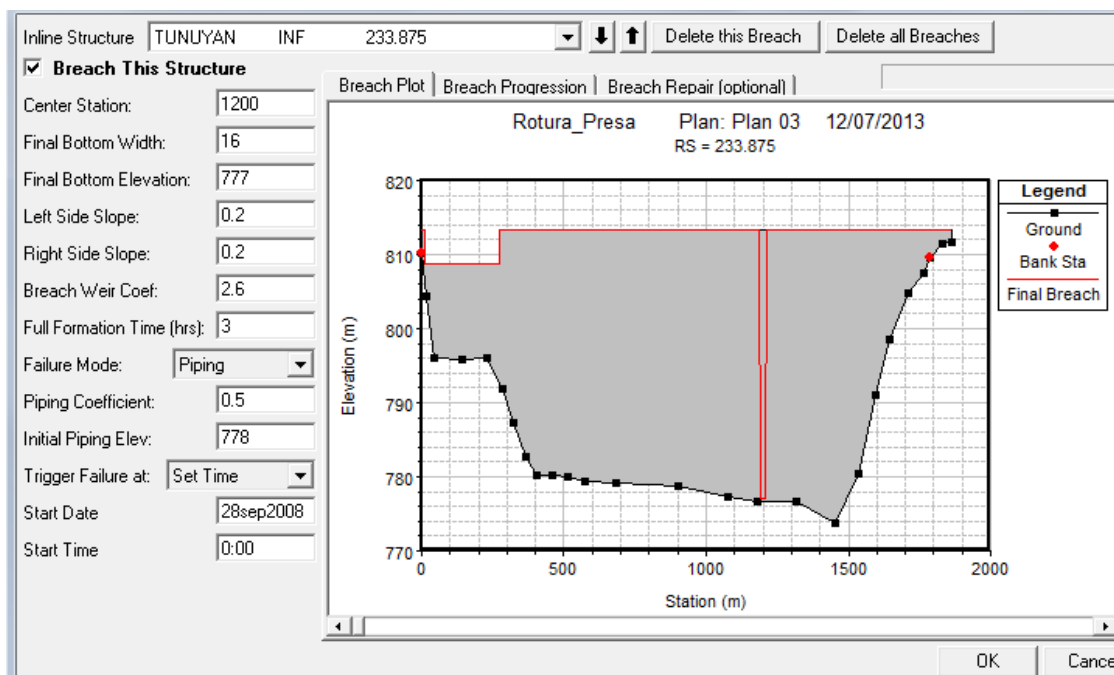 Inline Structure TUNUYAN INF 233.875 Delete this Breach Delete all Breaches
Breach This Structure
Center Station: 1200
Final Bottom Width: 16
Final Bottom Elevation: 777
Left Side Slope: 0.2
Right Side Slope: 0.2
Breach Weir Coef: 2.6
Full Formation Time (hrs): 3
Failure Mode: Piping
Piping Coefficient: 0.5
Initial Piping Elev: 778
Trigger Failure at: Set Time
Start Date 28sep2008
Start Time 0:00
Breach Plot Breach Progression Breach Repair (optional)
Rotura_Presa Plan: Plan 03 12/07/2013
RS = 233.875
Elevation (m)
820
810
800
790
780
770
0 500 1000 1500 2000
Station (m)
Legend
Ground
Bank Sta
Final Breach
OK Cance